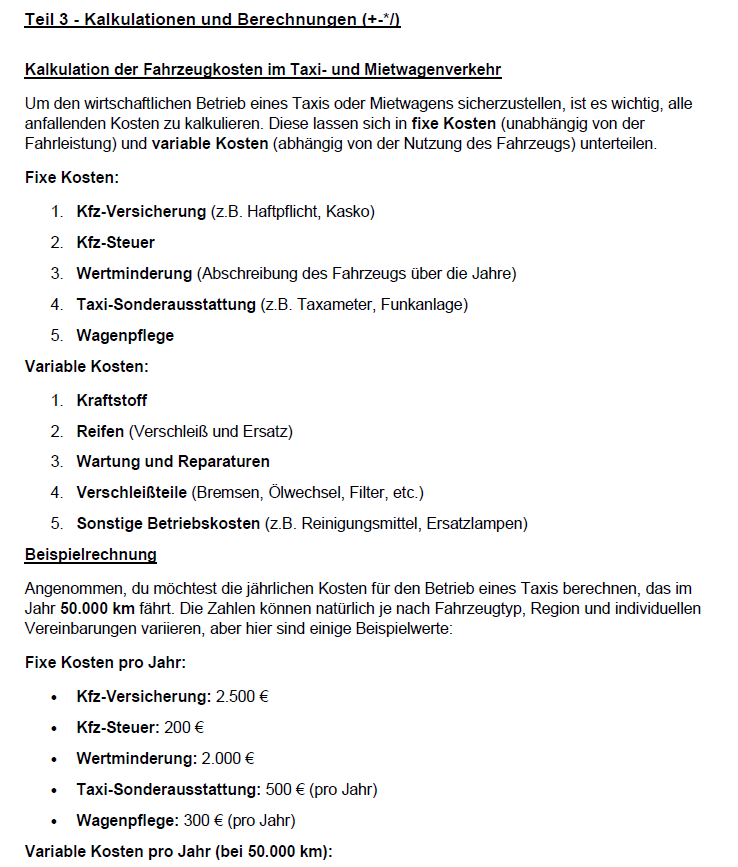 Teil 3 - Kalkulationen und Berechnungen (+-*/)
Kalkulation der Fahrzeugkosten im Taxi- und Mietwagenverkehr
Um den wirtschaftlichen Betrieb eines Taxis oder Mietwagens sicherzustellen, ist es wichtig, alle
anfallenden Kosten zu kalkulieren. Diese lassen sich in fixe Kosten (unabhängig von der
Fahrleistung) und variable Kosten (abhängig von der Nutzung des Fahrzeugs) unterteilen.
Fixe Kosten:
1. Kfz-Versicherung (z.B. Haftpflicht, Kasko)
2. Kfz-Steuer
3. Wertminderung (Abschreibung des Fahrzeugs über die Jahre)
4. Taxi-Sonderausstattung (z.B. Taxameter, Funkanlage)
5. Wagenpflege
Variable Kosten:
1. Kraftstoff
2. Reifen (Verschleiß und Ersatz)
3. Wartung und Reparaturen
4. Verschleißteile (Bremsen, Ölwechsel, Filter, etc.)
5. Sonstige Betriebskosten (z.B. Reinigungsmittel, Ersatzlampen)
Beispielrechnung
Angenommen, du möchtest die jährlichen Kosten für den Betrieb eines Taxis berechnen, das im
Jahr 50.000 km fährt. Die Zahlen können natürlich je nach Fahrzeugtyp, Region und individuellen
Vereinbarungen variieren, aber hier sind einige Beispielwerte:
Fixe Kosten pro Jahr:
• Kfz-Versicherung: 2.500 €
• Kfz-Steuer: 200 €
• Wertminderung: 2.000 €
• Taxi-Sonderausstattung: 500 € (pro Jahr)
• Wagenpflege: 300 € (pro Jahr)
Variable Kosten pro Jahr (bei 50.000 km):